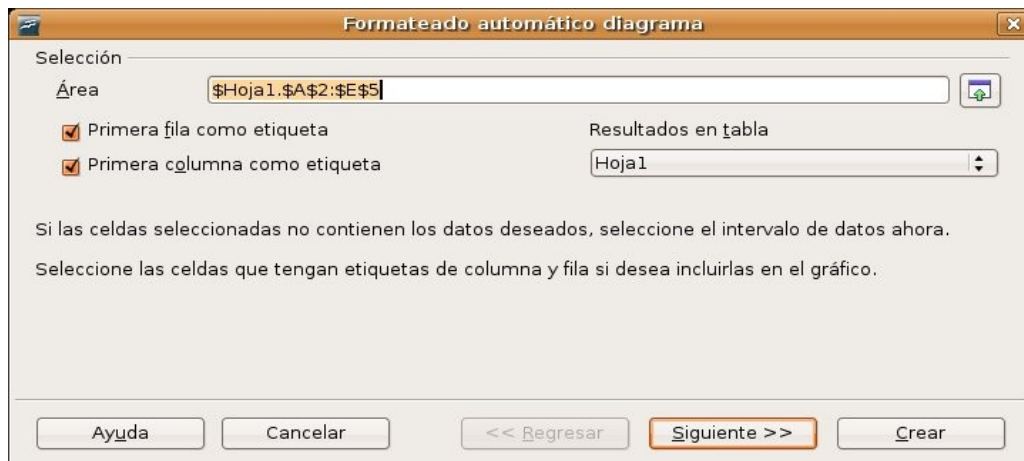 Formateado automático diagrama
Selección
Área $Hoja1.$A$2:$E$5
Primera fila como etiqueta Resultados en tabla
Primera columna como etiqueta Hoja1
Si las celdas seleccionadas no contienen los datos deseados, seleccione el intervalo de datos ahora.
Seleccione las celdas que tengan etiquetas de columna y fila si desea incluirlas en el gráfico.
Ayuda Cancelar << Regresar Siguiente >> Crear